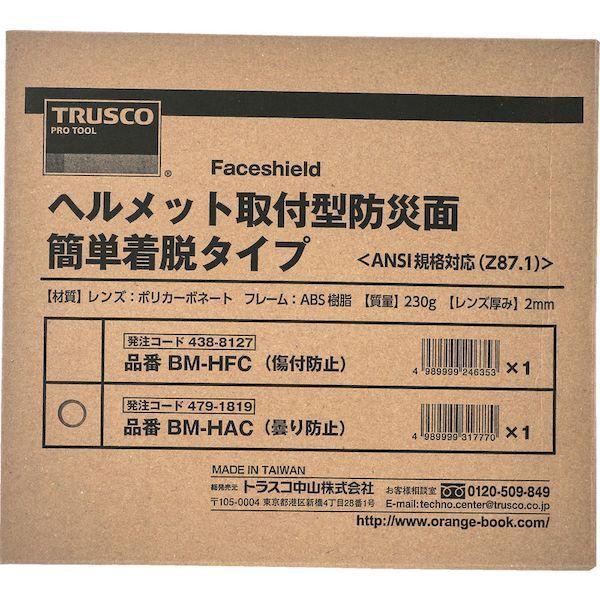 TRUSCO
PRO TOOL
®
Faceshield
ヘルメット取付型防災面
簡単着脱タイプ <ANSI規格対応(Z87.1)>
【材質】レンズ:ポリカーボネート フレーム:ABS樹脂 【質量】230g 【レンズ厚み】2mm
発注コード 438-8127
品番 BM-HFC(傷付防止)
4 989999 246353 ×1
発注コード 479-1819
品番 BM-HAC(曇り防止)
4 989999 317770 ×1
MADE IN TAIWAN
総発売元 トラスコ中山株式会社 お客様相談室 0120-509-849
〒105-0004 東京都港区新橋4丁目28番1号 E-mail:techno.center@trusco.co.jp
http://www.orange-book.com/